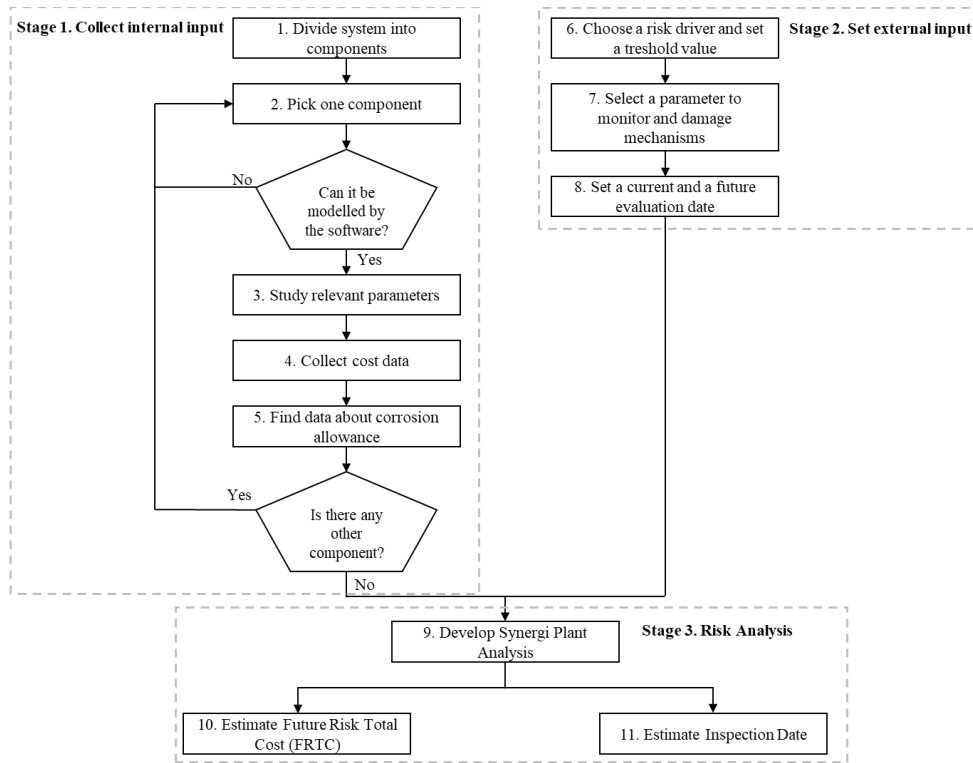 Stage 1. Collect internal input
1. Divide system into
components
2. Pick one component
No
Can it be
modelled by
the software?
Yes
3. Study relevant parameters
4. Collect cost data
5. Find data about corrosion
allowance
Yes
Is there any
other
component?
No
6. Choose a risk driver and set
a treshold value
Stage 2. Set external input
7. Select a parameter to
monitor and damage
mechanisms
8. Set a current and a future
evaluation date
9. Develop Synergi Plant
Analysis
Stage 3. Risk Analysis
10. Estimate Future Risk Total
Cost (FRTC)
11. Estimate Inspection Date